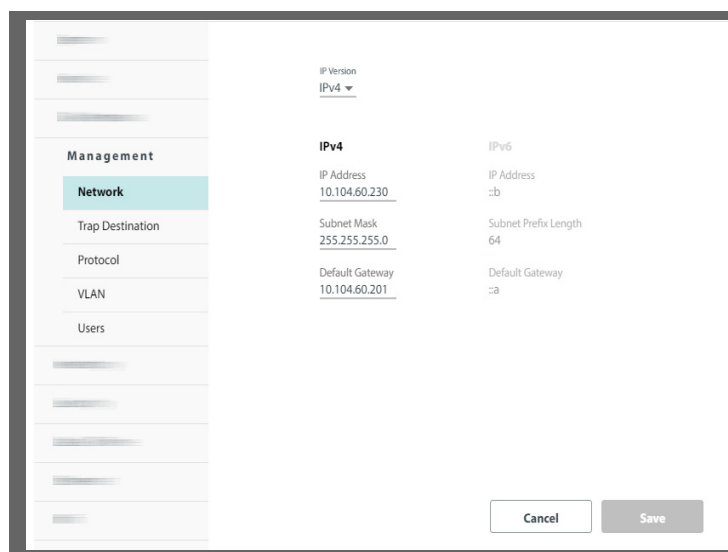 Management
Network
Trap Destination
Protocol
VLAN
Users
IP Version
IPv4
IPv4
IP Address
10.104.60.230
Subnet Mask
255.255.255.0
Default Gateway
10.104.60.201
IPv6
IP Address
::b
Subnet Prefix Length
64
Default Gateway
::a
Cancel
Save